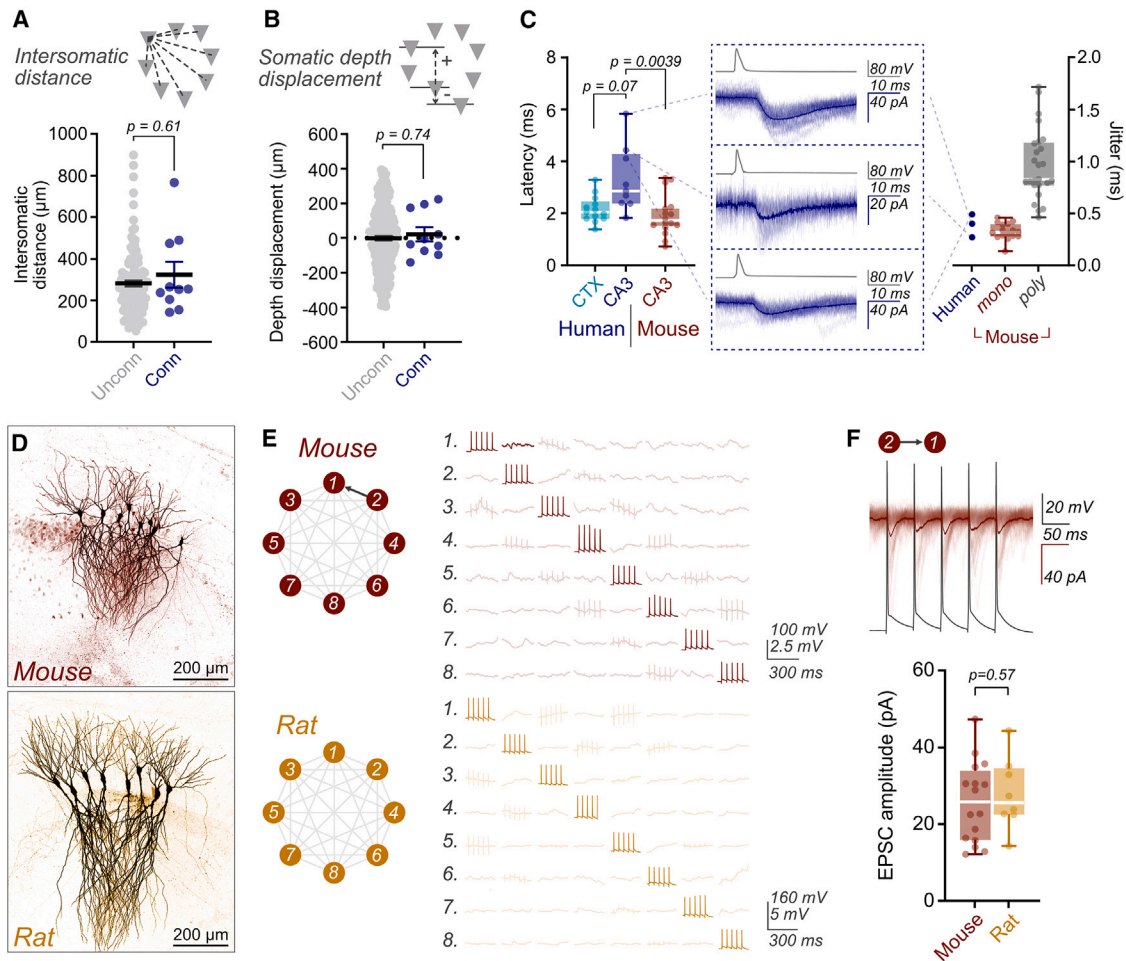 A
Intersomatic
distance
p = 0.61
1000
800
600
400
200
0
Intersomatic
distance (µm)
Unconn
Conn
B
Somatic depth
displacement
+
-
p = 0.74
600
400
200
0
-200
-400
-600
Depth displacement (µm)
Unconn
Conn
C
p = 0.0039
p = 0.07
8
6
4
2
0
Latency (ms)
CTX
CA3
CA3
Human
Mouse
80 mV
10 ms
40 pA
80 mV
10 ms
20 pA
80 mV
10 ms
40 pA
2.0
1.5
1.0
0.5
0.0
Jitter (ms)
Human
mono
poly
Mouse
D
Mouse
200 µm
Rat
200 µm
E
Mouse
1
2
3
4
5
6
7
8
1.
2.
3.
4.
5.
6.
7.
8.
100 mV
2.5 mV
300 ms
Rat
1
2
3
4
5
6
7
8
1.
2.
3.
4.
5.
6.
7.
8.
160 mV
5 mV
300 ms
F
2
1
20 mV
50 ms
40 pA
p=0.57
60
40
20
0
EPSC amplitude (pA)
Mouse
Rat